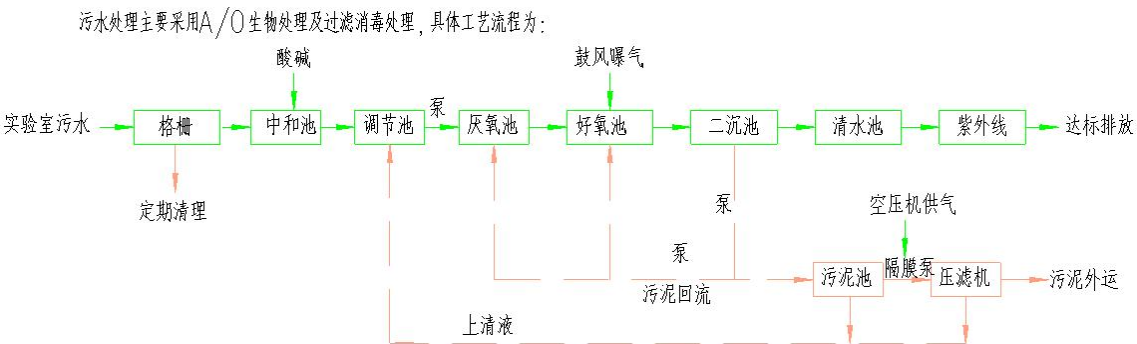 污水处理主要采用A/O生物处理及过滤消毒处理，具体工艺流程为：
酸碱
鼓风曝气
实验室污水
格栅
中和池
调节池
泵
厌氧池
好氧池
二沉池
清水池
紫外线
达标排放
定期清理
泵
空压机供气
泵
污泥回流
污泥池
隔膜泵
压滤机
污泥外运
上清液